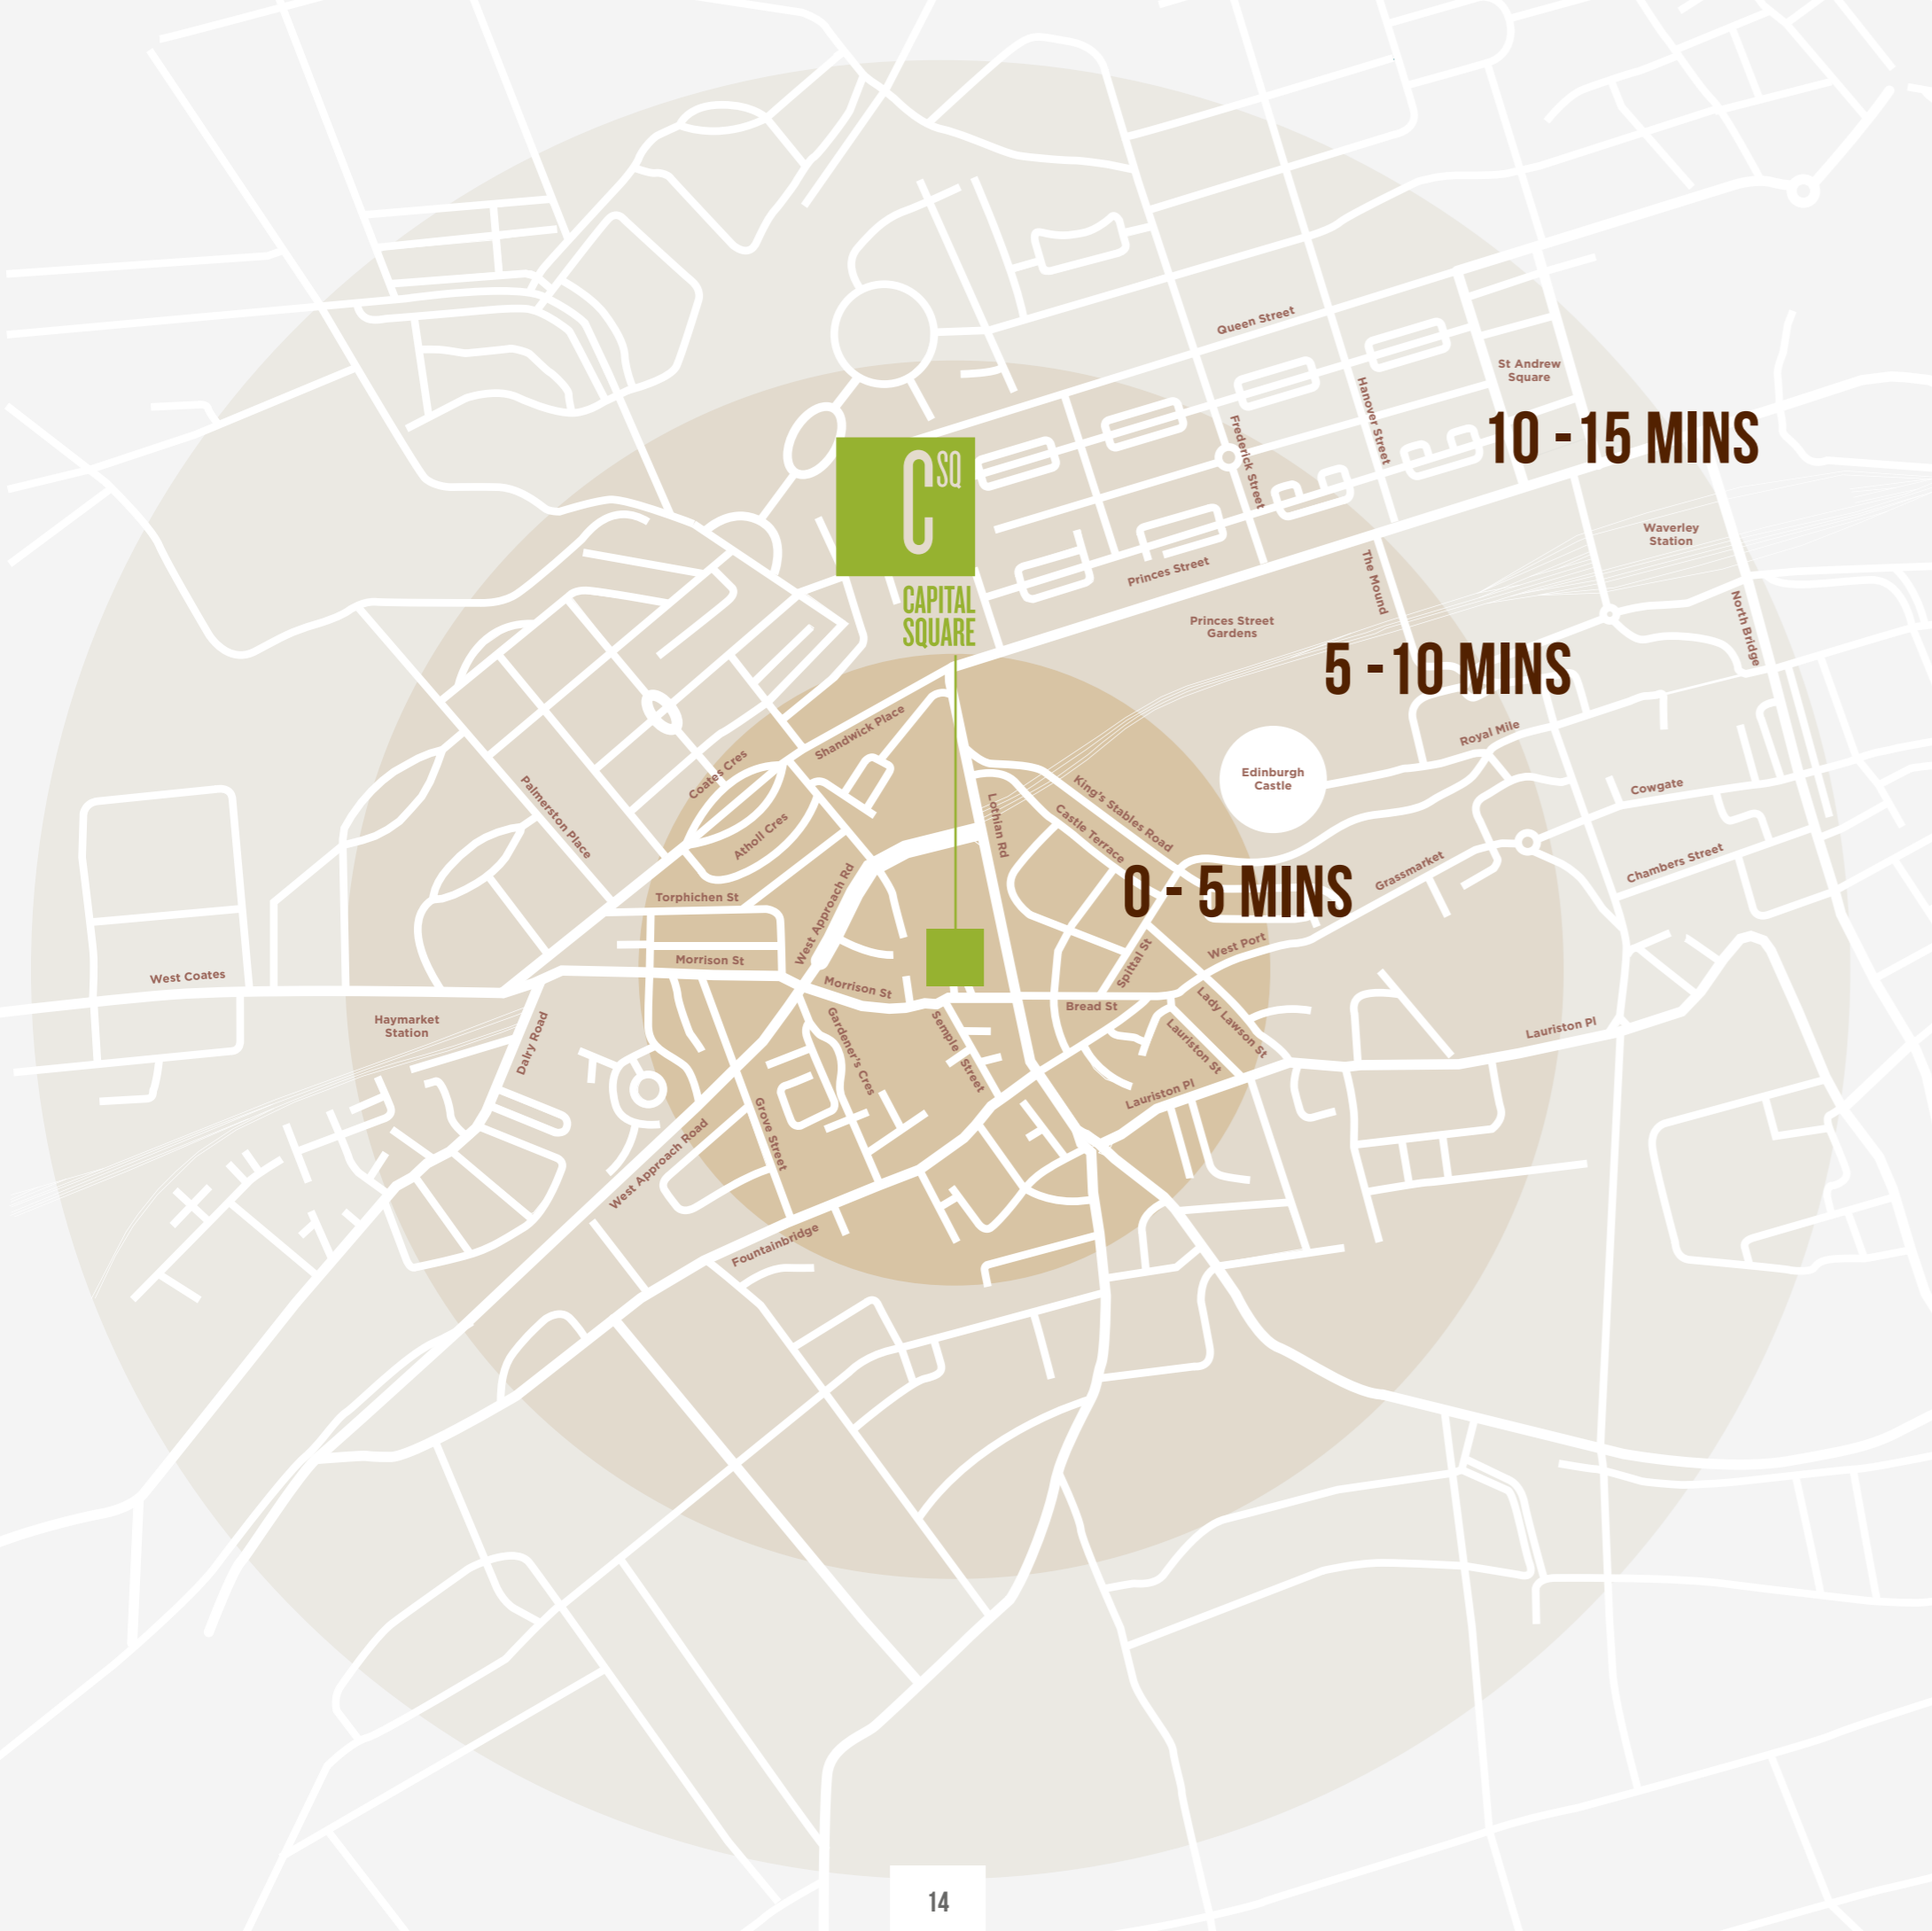 Queen Street
St Andrew
Square
Hanover Street
Frederick Street
10 - 15 MINS
C SQ
CAPITAL
SQUARE
Waverley
Station
Princes Street
The Mound
North Bridge
Princes Street
Gardens
5 - 10 MINS
Royal Mile
Shandwick Place
Coates Cres
Palmerston Place
Atholl Cres
Lothian Rd
King's Stables Road
Castle Terrace
Edinburgh
Castle
Cowgate
Chambers Street
Grassmarket
0 - 5 MINS
Torphichen St
West Approach Rd
West Port
Spittal St
Morrison St
West Coates
Morrison St
Bread St
Lady Lawson St
Haymarket
Station
Dalry Road
Gardener's Cres
Semple Street
Lauriston St
Lauriston Pl
Lauriston Pl
Grove Street
West Approach Road
Fountainbridge
14